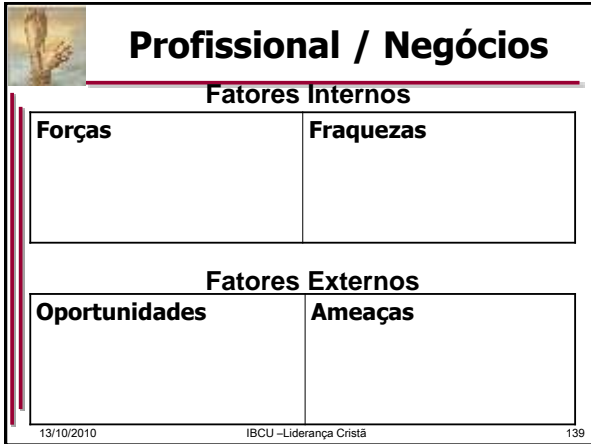 Profissional / Negócios
Fatores Internos
Forças Fraquezas
Fatores Externos
Oportunidades Ameaças
13/10/2010 IBCU –Liderança Cristã 139